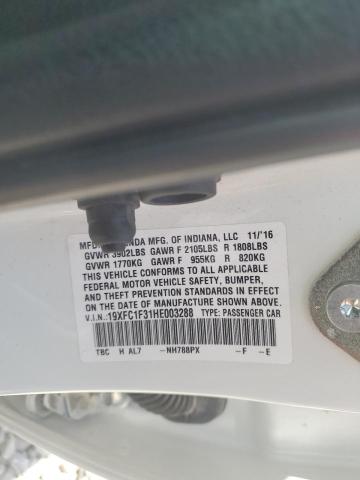 MFD. HONDA MFG. OF INDIANA, LLC 11/'16
GVWR 3902LBS GAWR F 2105LBS R 1808LBS
GVWR 1770KG GAWR F 955KG R 820KG
THIS VEHICLE CONFORMS TO ALL APPLICABLE
FEDERAL MOTOR VEHICLE SAFETY, BUMPER,
AND THEFT PREVENTION STANDARDS IN EFFECT
ON THE DATE OF MANUFACTURE SHOWN ABOVE.
V.I.N.: 19XFC1F31HE003288 TYPE: PASSENGER CAR
TBC H AL7 -NH788PX -F -E